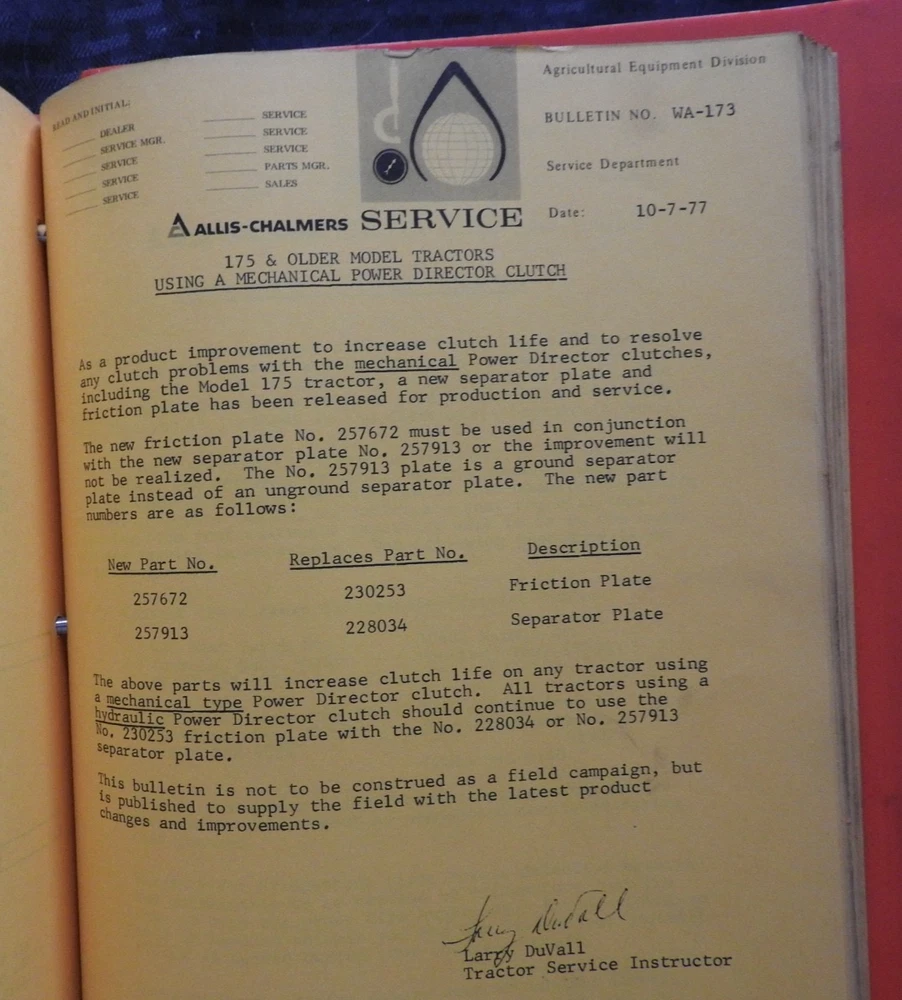 READ AND INITIAL:
DEALER
SERVICE MGR.
SERVICE
SERVICE
SERVICE
SERVICE
SERVICE
SERVICE
PARTS MGR.
SALES
Agricultural Equipment Division
BULLETIN NO. WA-173
Service Department
Date: 10-7-77
ALLIS-CHALMERS SERVICE
175 & OLDER MODEL TRACTORS
USING A MECHANICAL POWER DIRECTOR CLUTCH
As a product improvement to increase clutch life and to resolve
any clutch problems with the mechanical Power Director clutches,
including the Model 175 tractor, a new separator plate and
friction plate has been released for production and service.
The new friction plate No. 257672 must be used in conjunction
with the new separator plate No. 257913 or the improvement will
not be realized. The No. 257913 plate is a ground separator
plate instead of an unground separator plate. The new part
numbers are as follows:
New Part No. Replaces Part No. Description
257672 230253 Friction Plate
257913 228034 Separator Plate
The above parts will increase clutch life on any tractor using
a mechanical type Power Director clutch. All tractors using a
hydraulic Power Director clutch should continue to use the
No. 230253 friction plate with the No. 228034 or No. 257913
separator plate.
This bulletin is not to be construed as a field campaign, but
is published to supply the field with the latest product
changes and improvements.
Larry DuVall
Larry DuVall
Tractor Service Instructor